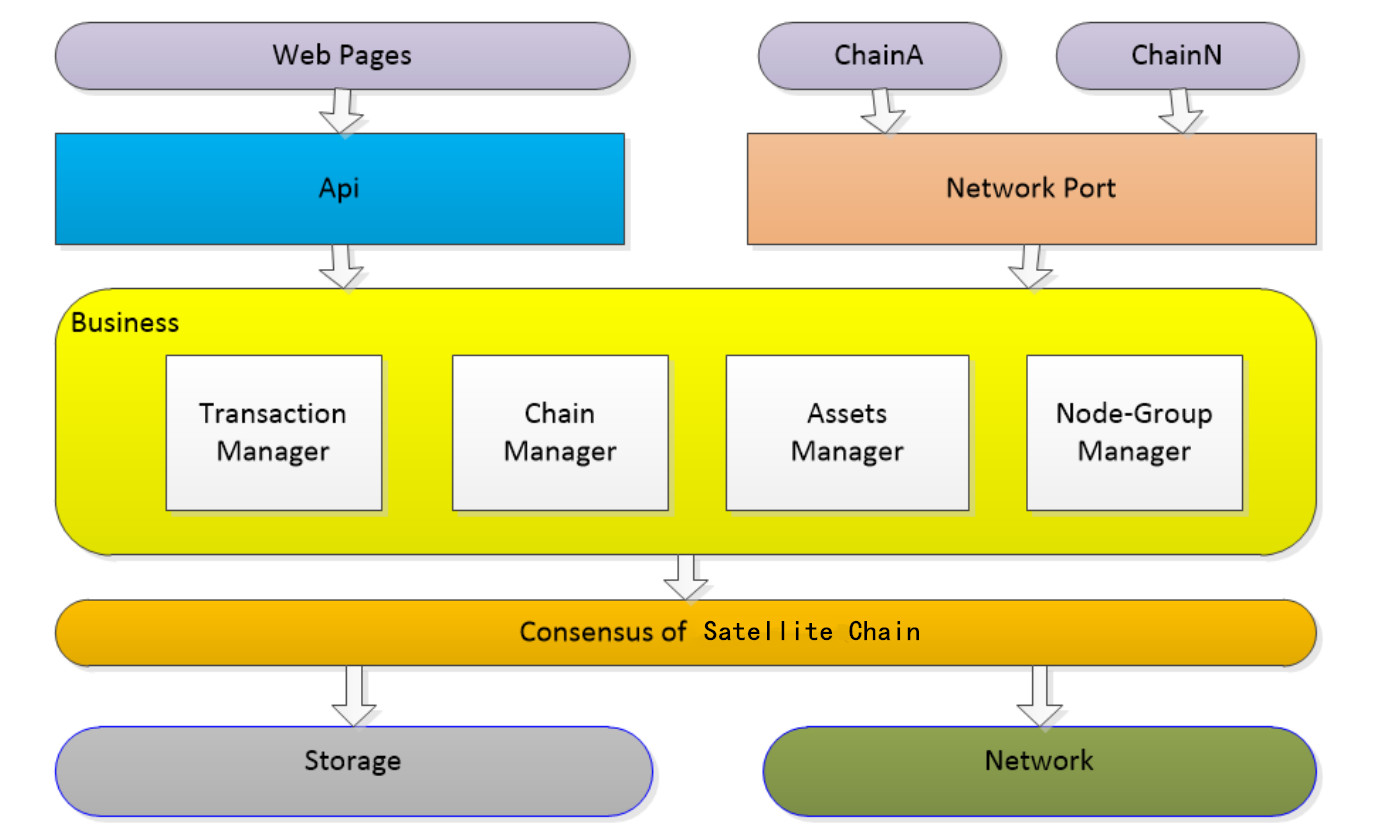 Web Pages
ChainA
ChainN
Api
Network Port
Business
Transaction
Manager
Chain
Manager
Assets
Manager
Node-Group
Manager
Consensus of Satellite Chain
Storage
Network